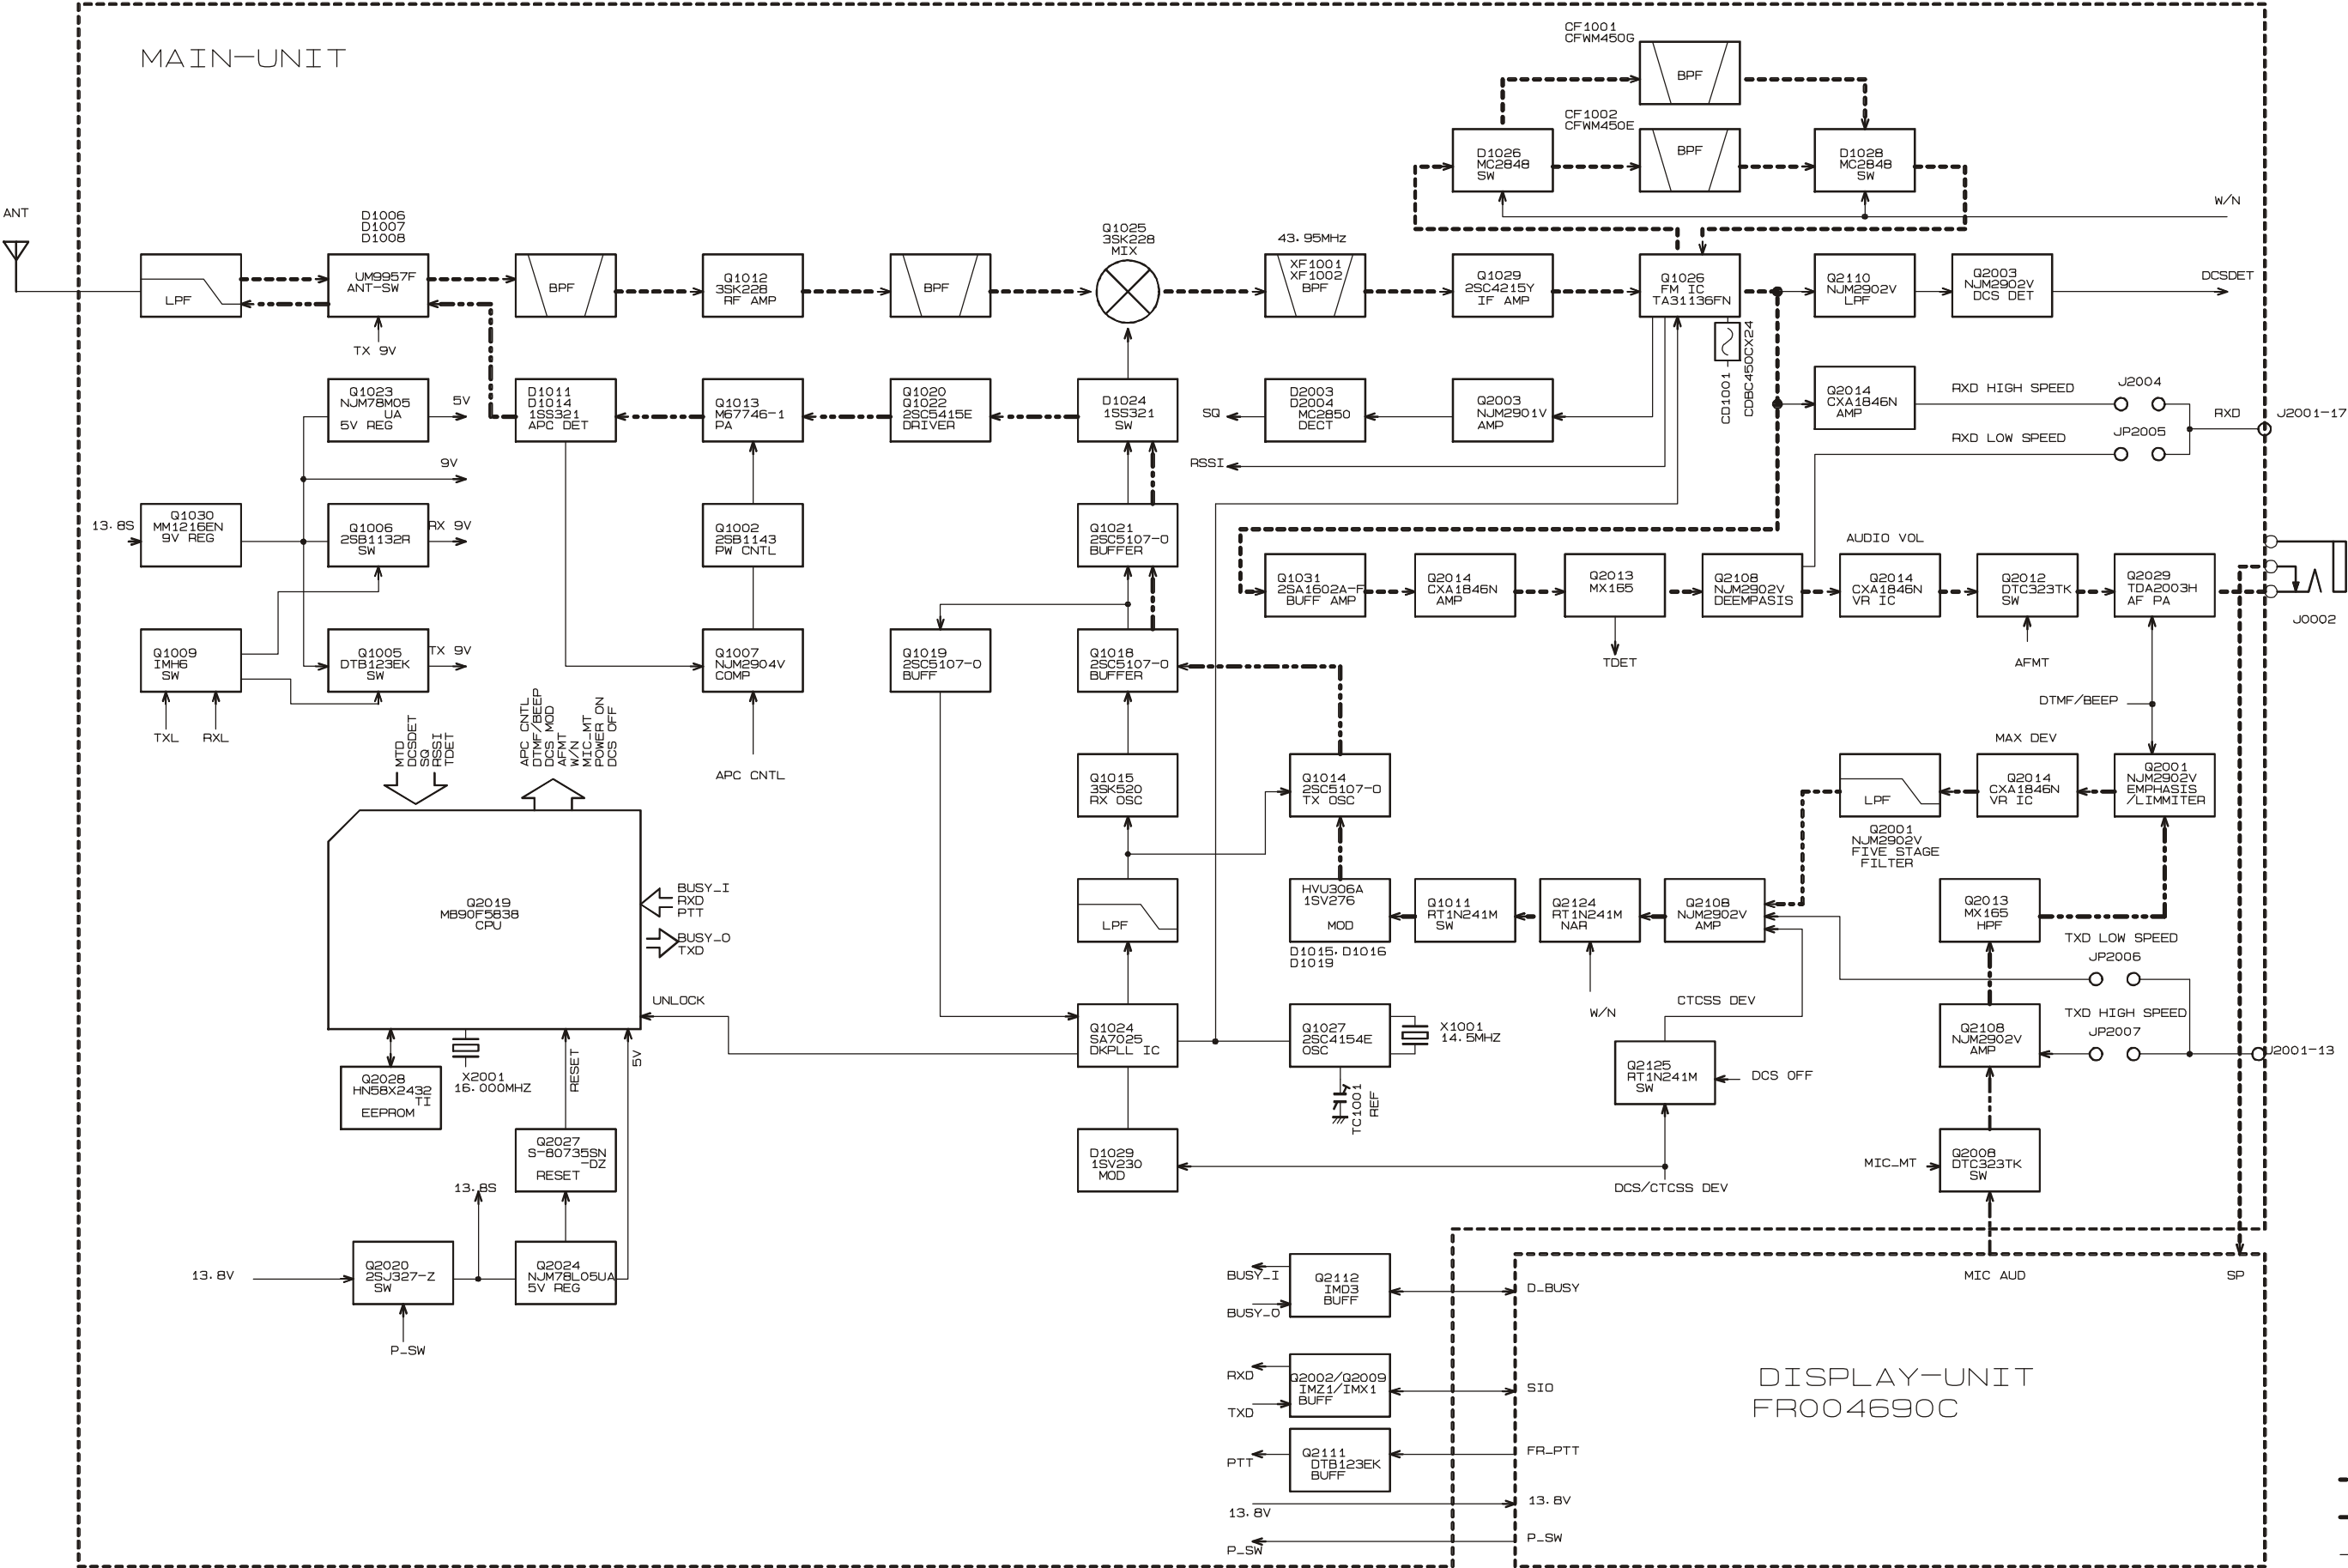 MAIN-UNIT
CF1001
CFWM450G
BPF
CF1002
CFWM450E
BPF
D1026
MC2848
SW
D1028
MC2848
SW
W/N
ANT
D1006
D1007
D1008
LPF
UM9957F
ANT-SW
TX 9V
BPF
Q1012
3SK228
RF AMP
BPF
Q1025
3SK228
MIX
43.95MHz
XF1001
XF1002
BPF
Q1029
2SC4215Y
IF AMP
Q1026
FM IC
TA31136FN
CD1001
CDBC450CX24
Q2110
NJM2902V
LPF
Q2003
NJM2902V
DCS DET
DCSDET
Q1023
NJM78M05
UA
5V REG
5V
D1011
D1014
1SS321
APC DET
Q1013
M67746-1
PA
Q1020
Q1022
2SC5415E
DRIVER
D1024
1SS321
SW
SQ
D2003
D2004
MC2850
DECT
Q2003
NJM2901V
AMP
RSSI
Q2014
CXA1846N
AMP
RXD HIGH SPEED
J2004
RXD LOW SPEED
JP2005
RXD
J2001-17
9V
13.8S
Q1030
MM1216EN
9V REG
Q1006
2SB1132R
SW
RX 9V
Q1002
2SB1143
PW CNTL
Q1021
2SC5107-O
BUFFER
Q1031
2SA1602A-F
BUFF AMP
Q2014
CXA1846N
AMP
Q2013
MX165
TDET
Q2108
NJM2902V
DEEMPASIS
AUDIO VOL
Q2014
CXA1846N
VR IC
Q2012
DTC323TK
SW
AFMT
Q2029
TDA2003H
AF PA
J0002
Q1009
IMH6
SW
TXL
RXL
Q1005
DTB123EK
SW
TX 9V
Q1007
NJM2904V
COMP
APC CNTL
Q1019
2SC5107-O
BUFF
Q1018
2SC5107-O
BUFFER
DTMF/BEEP
MTD
DCSDET
SQ
RSSI
TDET
APC CNTL
DTMF/BEEP
DCS MOD
AFMT
W/N
MIC_MT
POWER ON
DCS OFF
Q1015
3SK520
RX OSC
Q1014
2SC5107-O
TX OSC
LPF
Q2001
NJM2902V
FIVE STAGE
FILTER
MAX DEV
Q2014
CXA1846N
VR IC
Q2001
NJM2902V
EMPHASIS
/LIMMITER
Q2019
MB90F5838
CPU
BUSY_I
RXD
PTT
BUSY_O
TXD
UNLOCK
LPF
HVU306A
1SV276
MOD
D1015.D1016
D1019
Q1011
RT1N241M
SW
Q2124
RT1N241M
NAR
W/N
Q2108
NJM2902V
AMP
Q2013
MX165
HPF
TXD LOW SPEED
JP2006
TXD HIGH SPEED
JP2007
J2001-13
CTCSS DEV
Q1024
SA7025
DKPLL IC
Q1027
2SC4154E
OSC
X1001
14.5MHZ
TC1001
REF
Q2125
RT1N241M
SW
DCS OFF
Q2108
NJM2902V
AMP
Q2028
HN58X2432
TI
EEPROM
X2001
16.000MHZ
RESET
5V
Q2027
S-80735SN
-DZ
RESET
D1029
1SV230
MOD
DCS/CTCSS DEV
MIC_MT
Q2008
DTC323TK
SW
13.8S
13.8V
Q2020
2SJ327-Z
SW
P_SW
Q2024
NJM78L05UA
5V REG
MIC AUD
SP
BUSY_I
BUSY_O
Q2112
IMD3
BUFF
D_BUSY
RXD
TXD
Q2002/Q2009
IMZ1/IMX1
BUFF
SIO
PTT
Q2111
DTB123EK
BUFF
FR_PTT
13.8V
13.8V
P_SW
P_SW
DISPLAY-UNIT
FR004690C